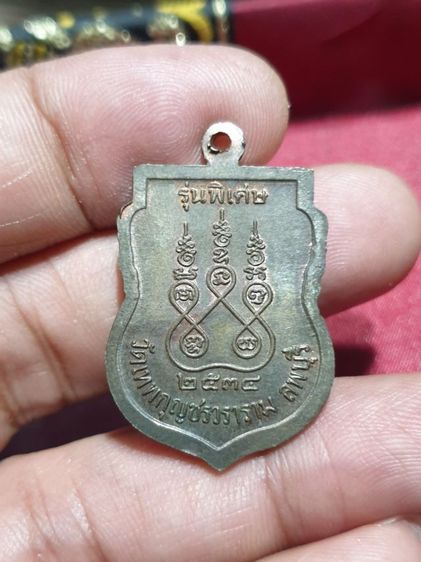 รุ่นพิเศษ
๒๕๓๔
วัดเทพกุญชรวราราม ลพบุรี